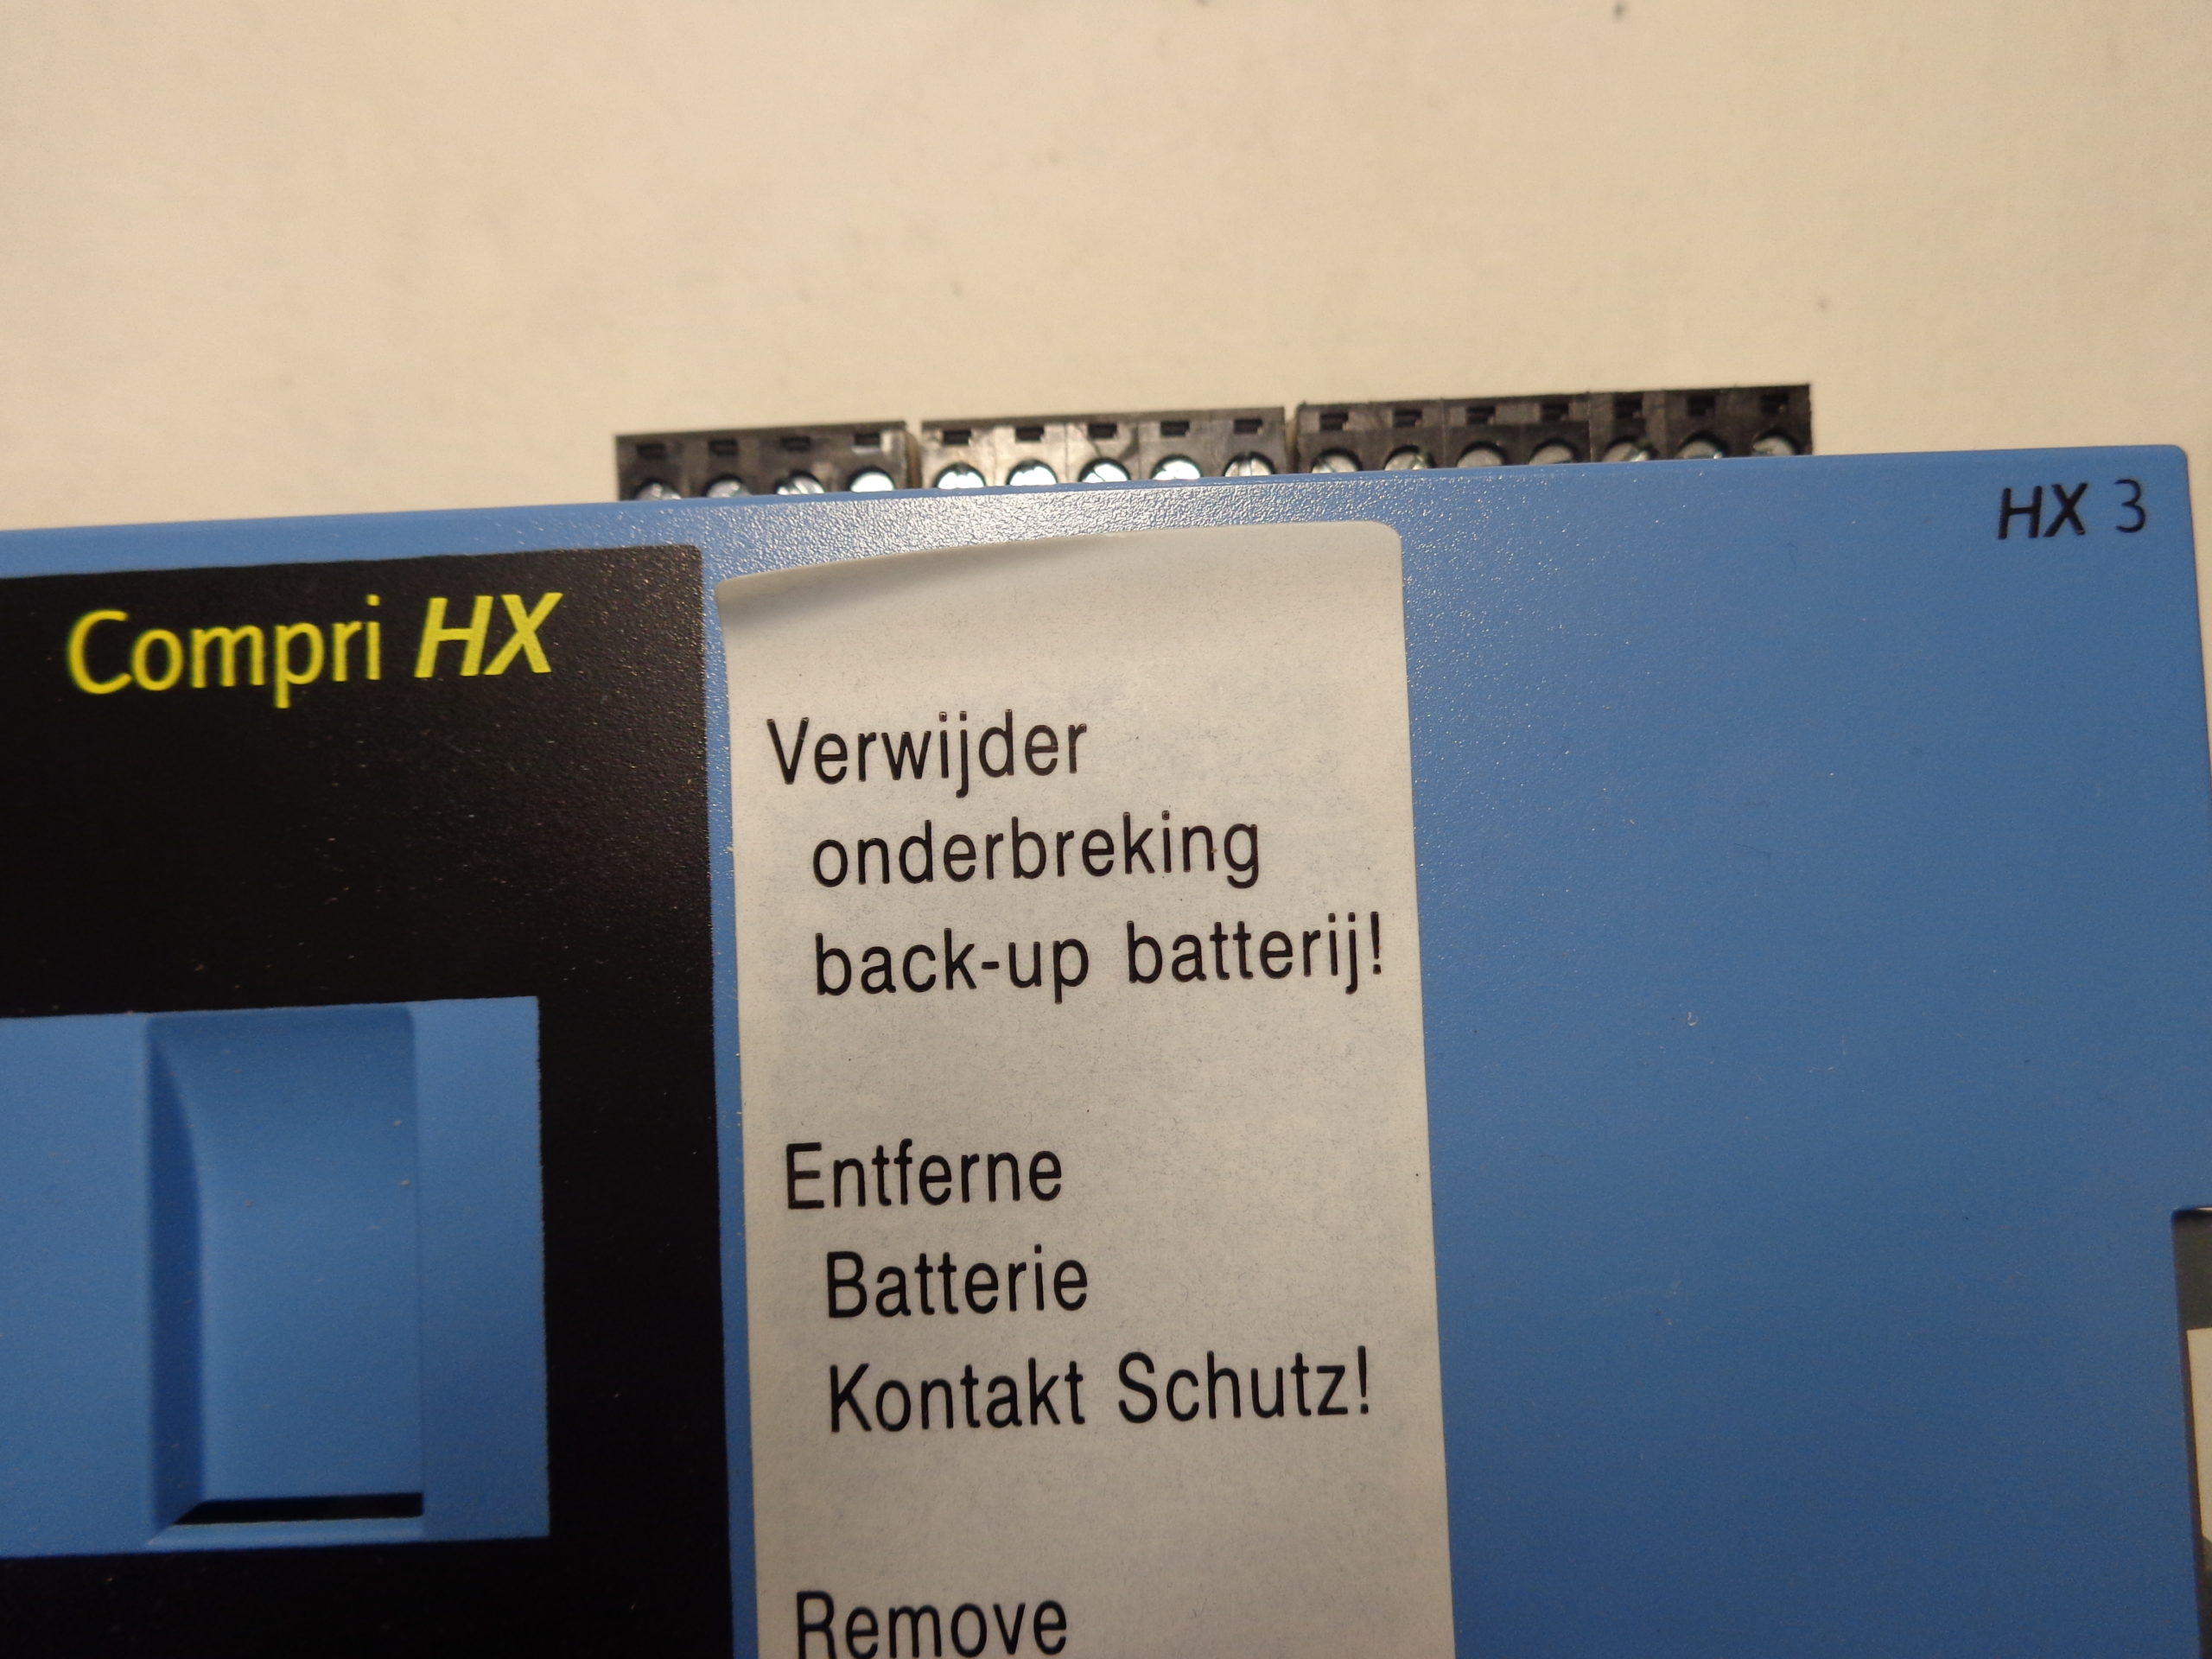 HX 3
Compri HX
Verwijder
onderbreking
back-up batterij!
Entferne
Batterie
Kontakt Schutz!
Remove